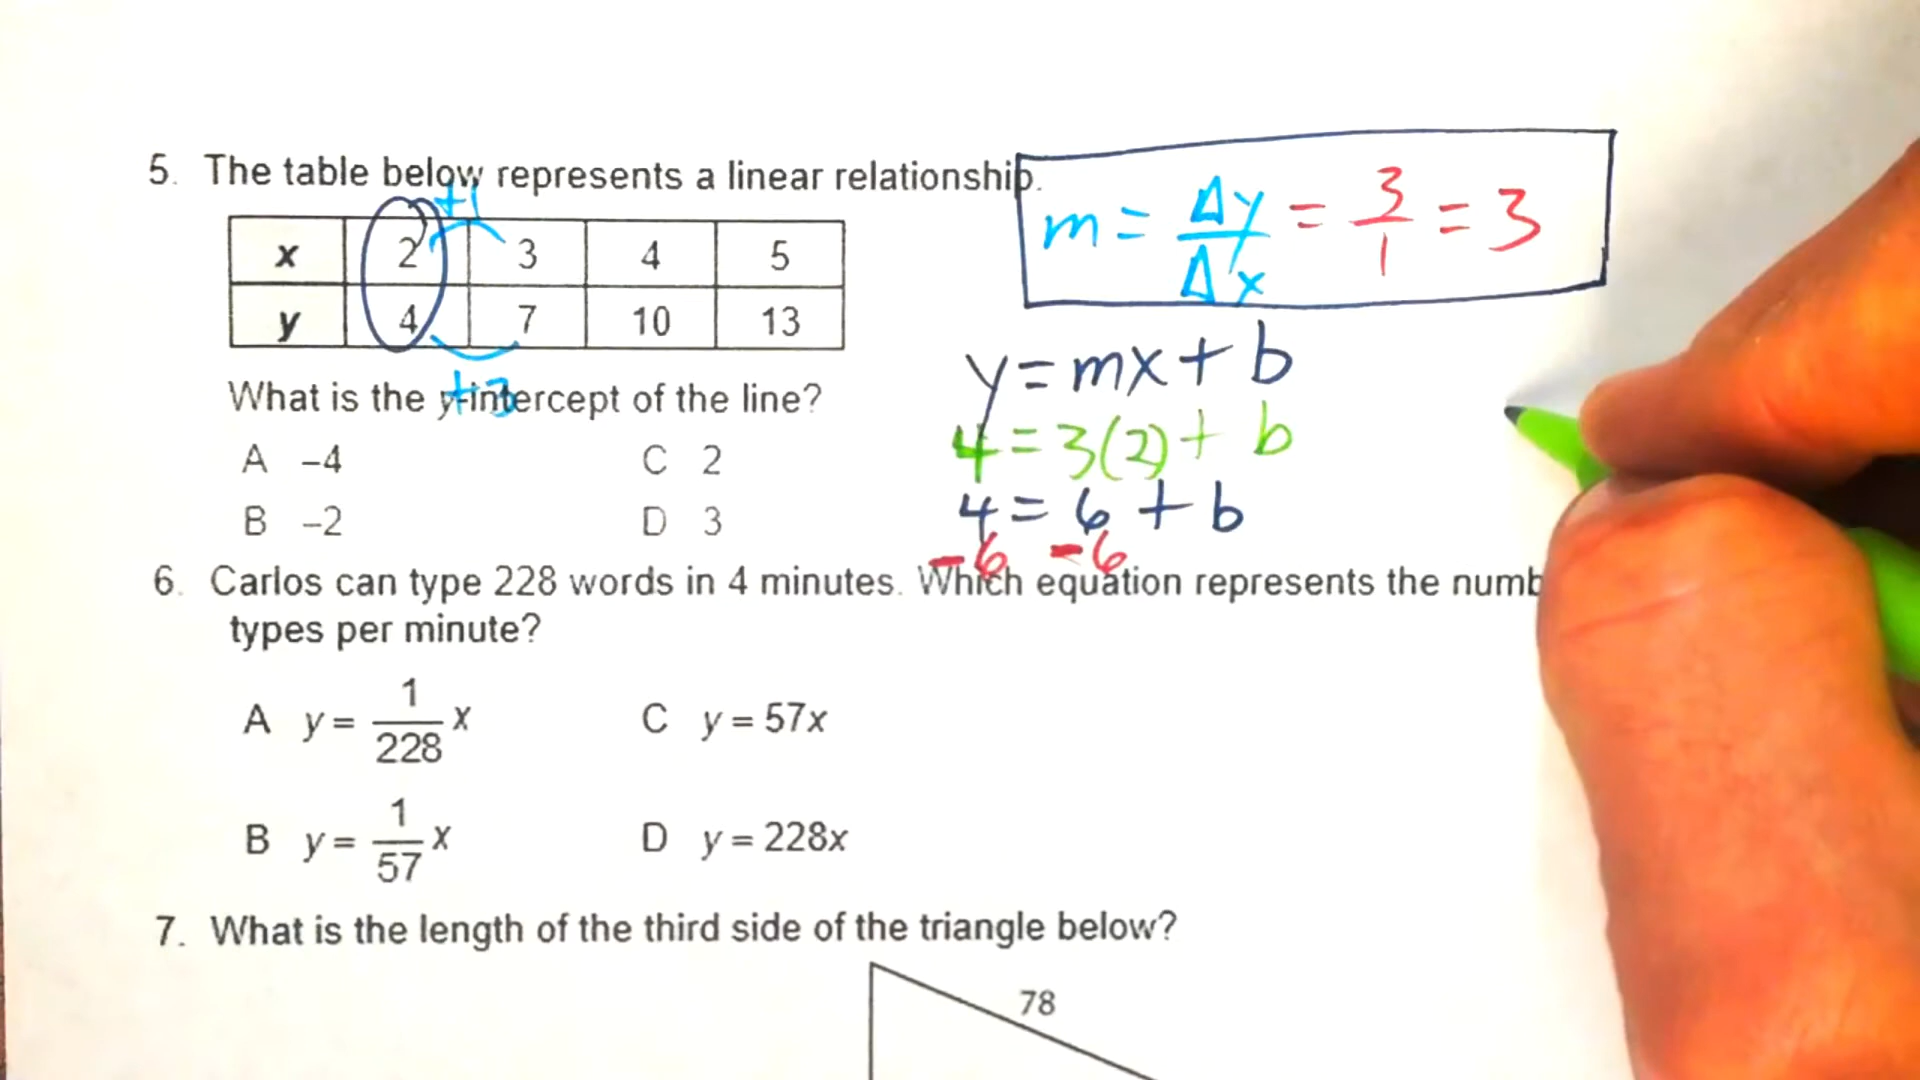 5. The table below represents a linear relationship.
+1
x 2 3 4 5
y 4 7 10 13
+3
What is the y-intercept of the line?
A -4 C 2
B -2 D 3
m = Δy/Δx = 3/1 = 3
y = mx + b
4 = 3(2) + b
4 = 6 + b
-6 -6
6. Carlos can type 228 words in 4 minutes. Which equation represents the
types per minute?
A y = 1/228 x C y = 57x
B y = 1/57 x D y = 228x
7. What is the length of the third side of the triangle below?
78